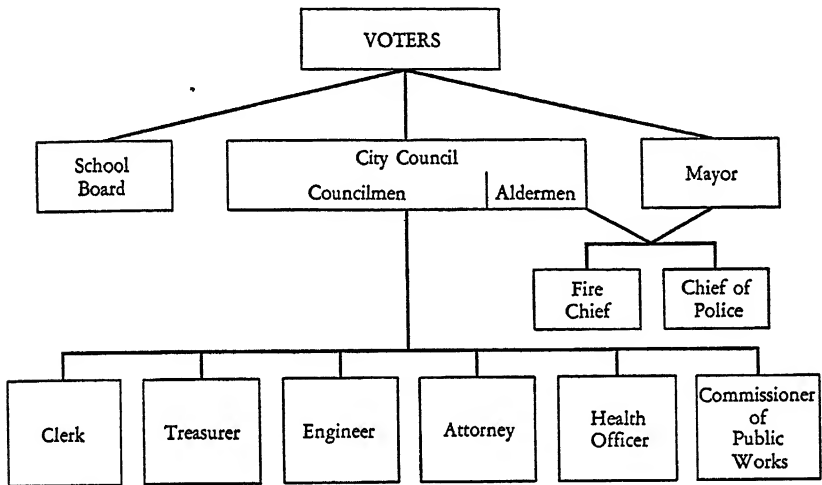 VOTERS
School
Board
City Council
Councilmen
Aldermen
Mayor
Fire
Chief
Chief of
Police
Clerk
Treasurer
Engineer
Attorney
Health
Officer
Commissioner
of
Public
Works